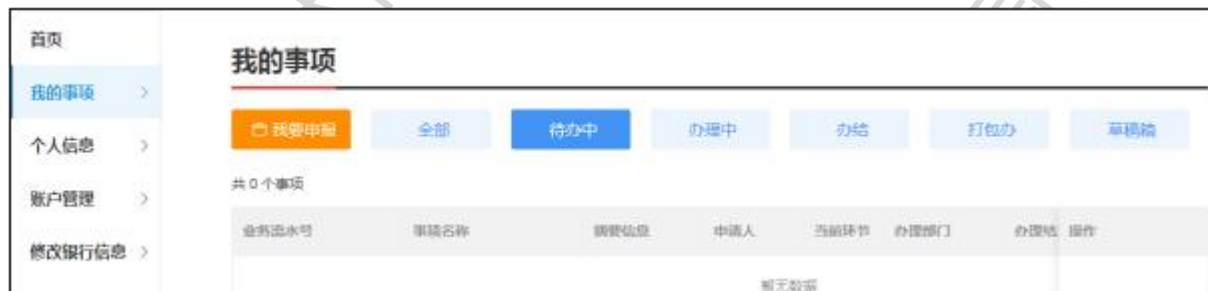 首页
我的事项
个人信息
账户管理
修改银行信息
我的事项
我要申报 全部 待办中 办理中 办结 打包办 草稿箱
共 0 个事项
业务流水号 事项名称 摘要信息 申请人 当前环节 办理部门 办理结 操作
暂无数据